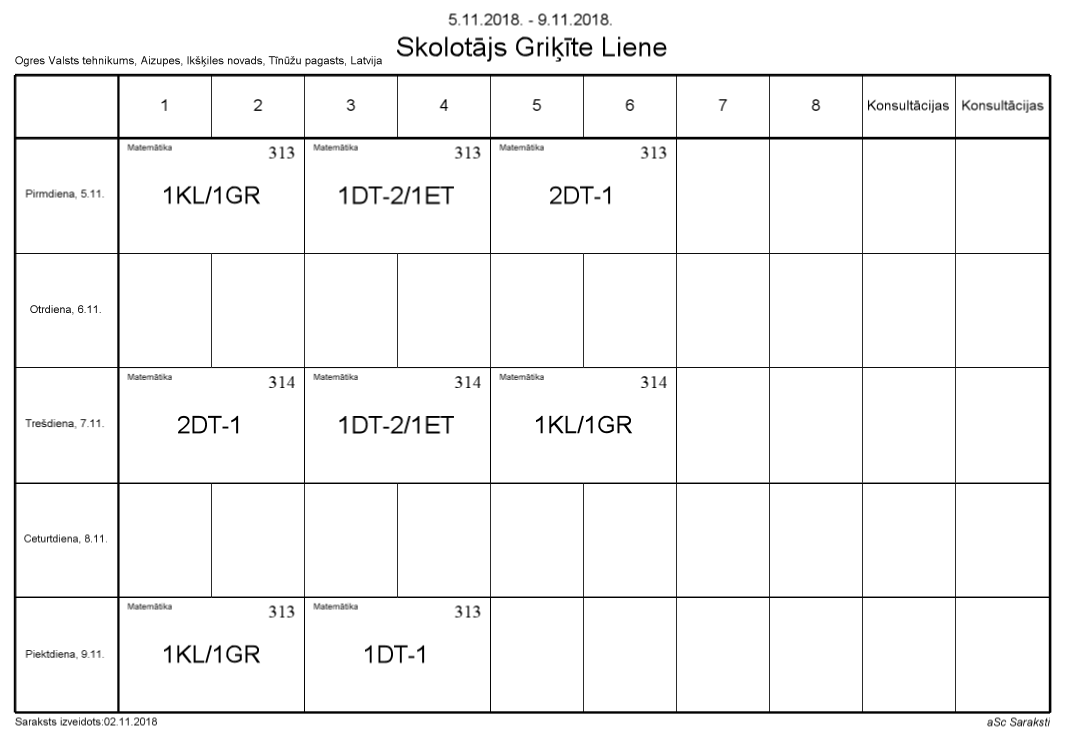 5.11.2018. - 9.11.2018.
Skolotājs Griķīte Liene
Ogres Valsts tehnikums, Aizupes, Ikšķiles novads, Tīnūžu pagasts, Latvija
1 2 3 4 5 6 7 8 Konsultācijas Konsultācijas
Matemātika 313 Matemātika 313 Matemātika 313
Pirmdiena, 5.11. 1KL/1GR 1DT-2/1ET 2DT-1
Otrdiena, 6.11.
Matemātika 314 Matemātika 314 Matemātika 314
Trešdiena, 7.11. 2DT-1 1DT-2/1ET 1KL/1GR
Ceturtdiena, 8.11.
Matemātika 313 Matemātika 313
Piektdiena, 9.11. 1KL/1GR 1DT-1
Saraksts izveidots:02.11.2018 aSc Saraksti